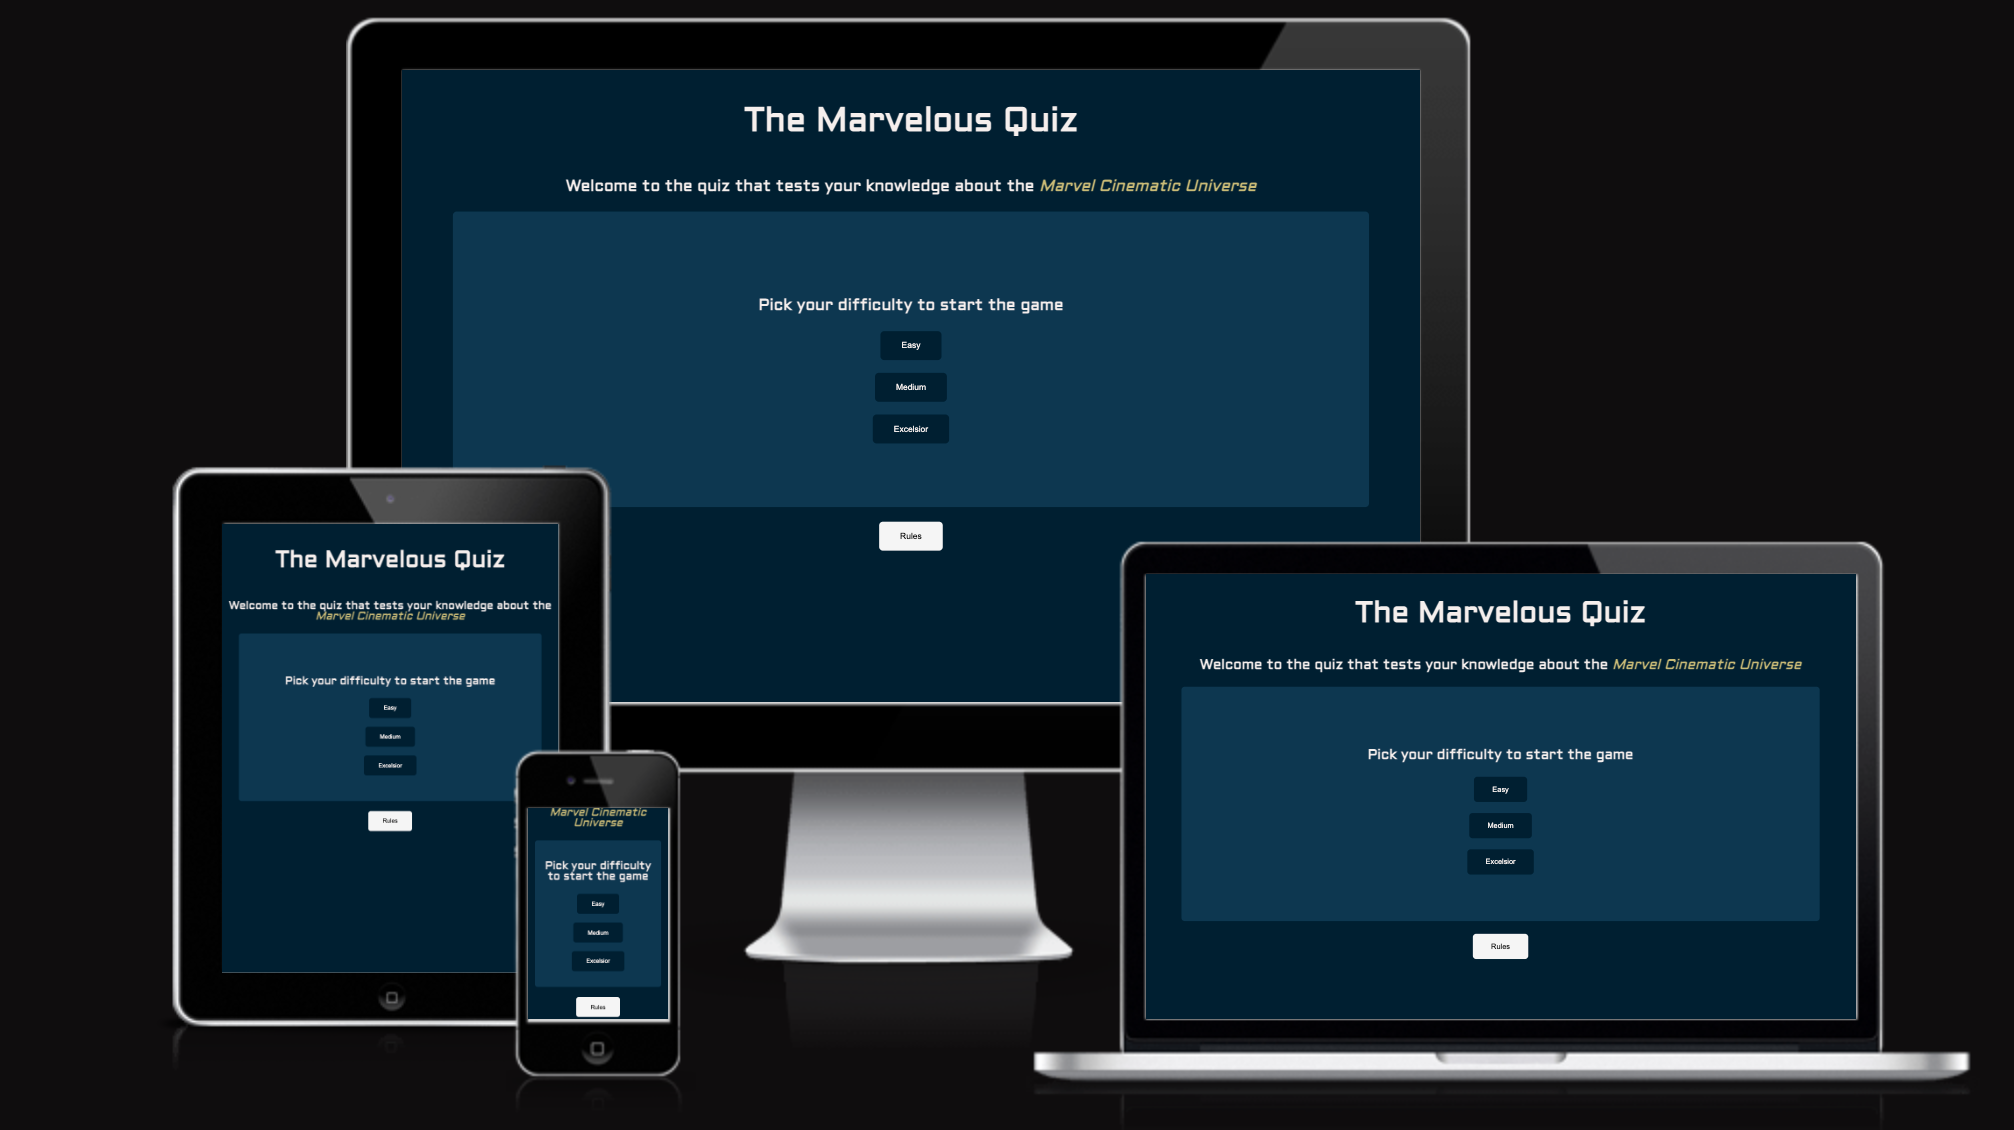 The Marvelous Quiz
Welcome to the quiz that tests your knowledge about the Marvel Cinematic Universe
Pick your difficulty to start the game
Easy
Medium
Excelsior
Rules
The Marvelous Quiz
Welcome to the quiz that tests your knowledge about the
Marvel Cinematic Universe
Pick your difficulty to start the game
Easy
Medium
Excelsior
Rules
Marvel Cinematic
Universe
Pick your difficulty
to start the game
Easy
Medium
Excelsior
Rules
The Marvelous Quiz
Welcome to the quiz that tests your knowledge about the Marvel Cinematic Universe
Pick your difficulty to start the game
Easy
Medium
Excelsior
Rules